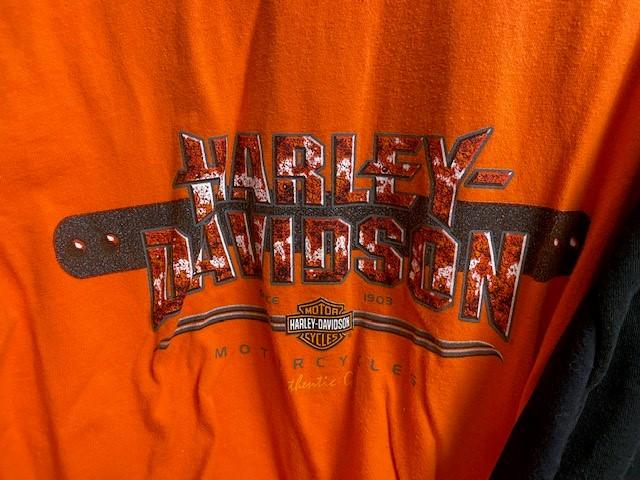 HARLEY-
DAVIDSON
1903
MOTOR
HARLEY-DAVIDSON
CYCLES
MOTORCYCLES